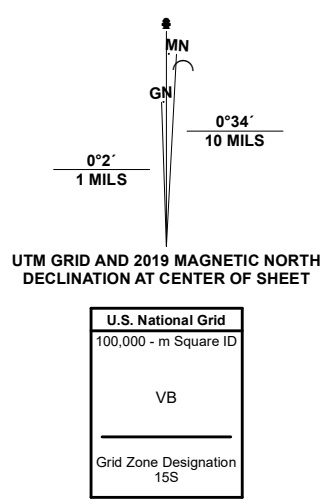 MN
GN
0°34´
10 MILS
0°2´
1 MILS
UTM GRID AND 2019 MAGNETIC NORTH
DECLINATION AT CENTER OF SHEET
U.S. National Grid
100,000 - m Square ID
VB
Grid Zone Designation
15S